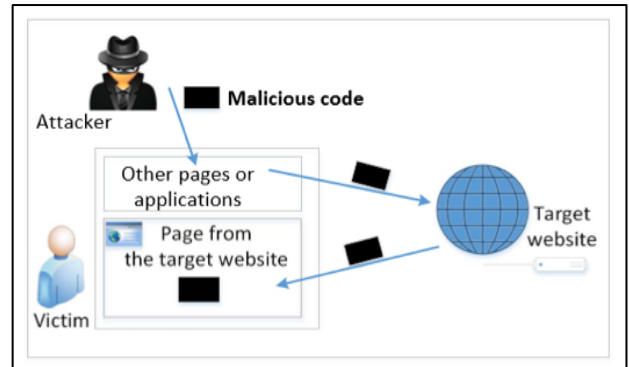 Malicious code
Attacker
Other pages or
applications
Page from
the target website
Target
website
Victim